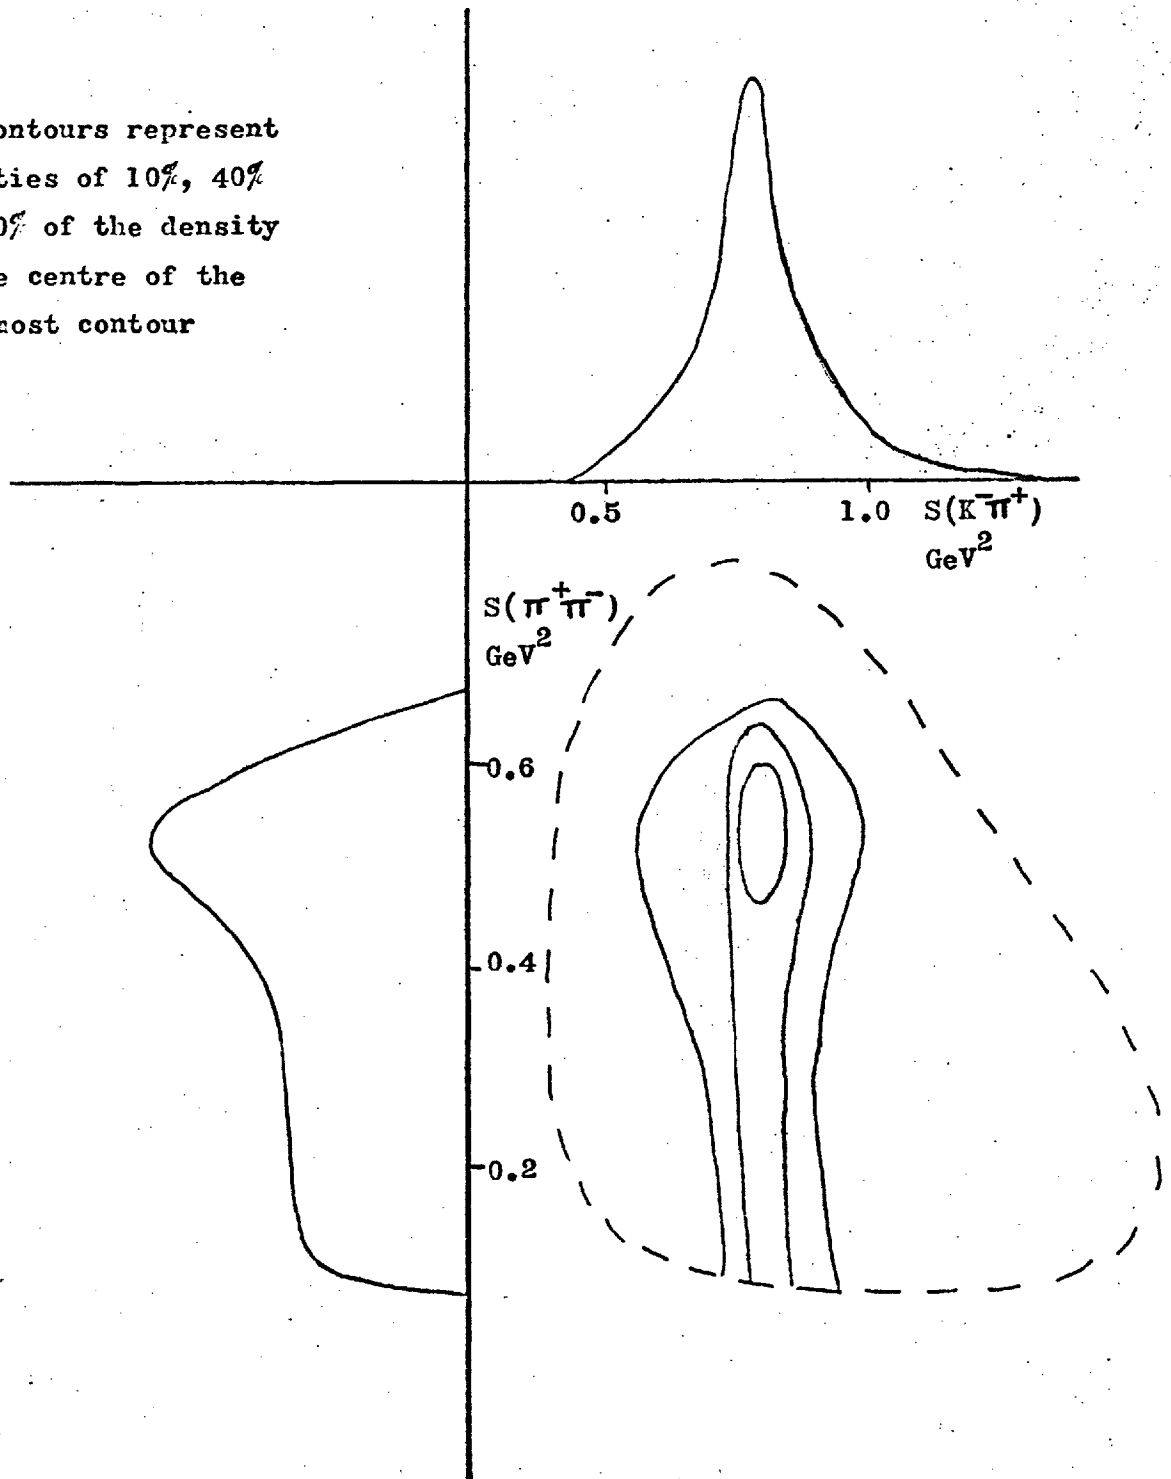 ontours represent
ties of 10%, 40%
0% of the density
e centre of the
most contour
0.5
1.0
S(K⁻π⁺)
GeV²
S(π⁺π⁻)
GeV²
0.6
0.4
0.2